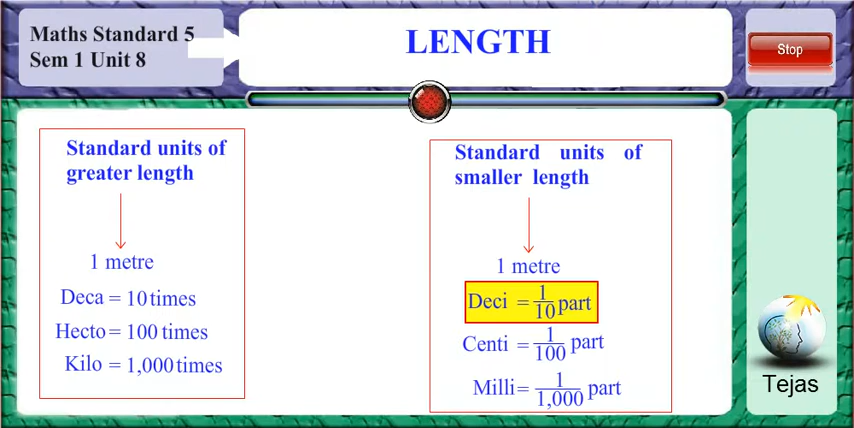 Maths Standard 5
Sem 1 Unit 8
LENGTH
Stop
Standard units of
greater length
1 metre
Deca = 10 times
Hecto = 100 times
Kilo = 1,000 times
Standard units of
smaller length
1 metre
Deci = 1/10 part
Centi = 1/100 part
Milli = 1/1,000 part
Tejas